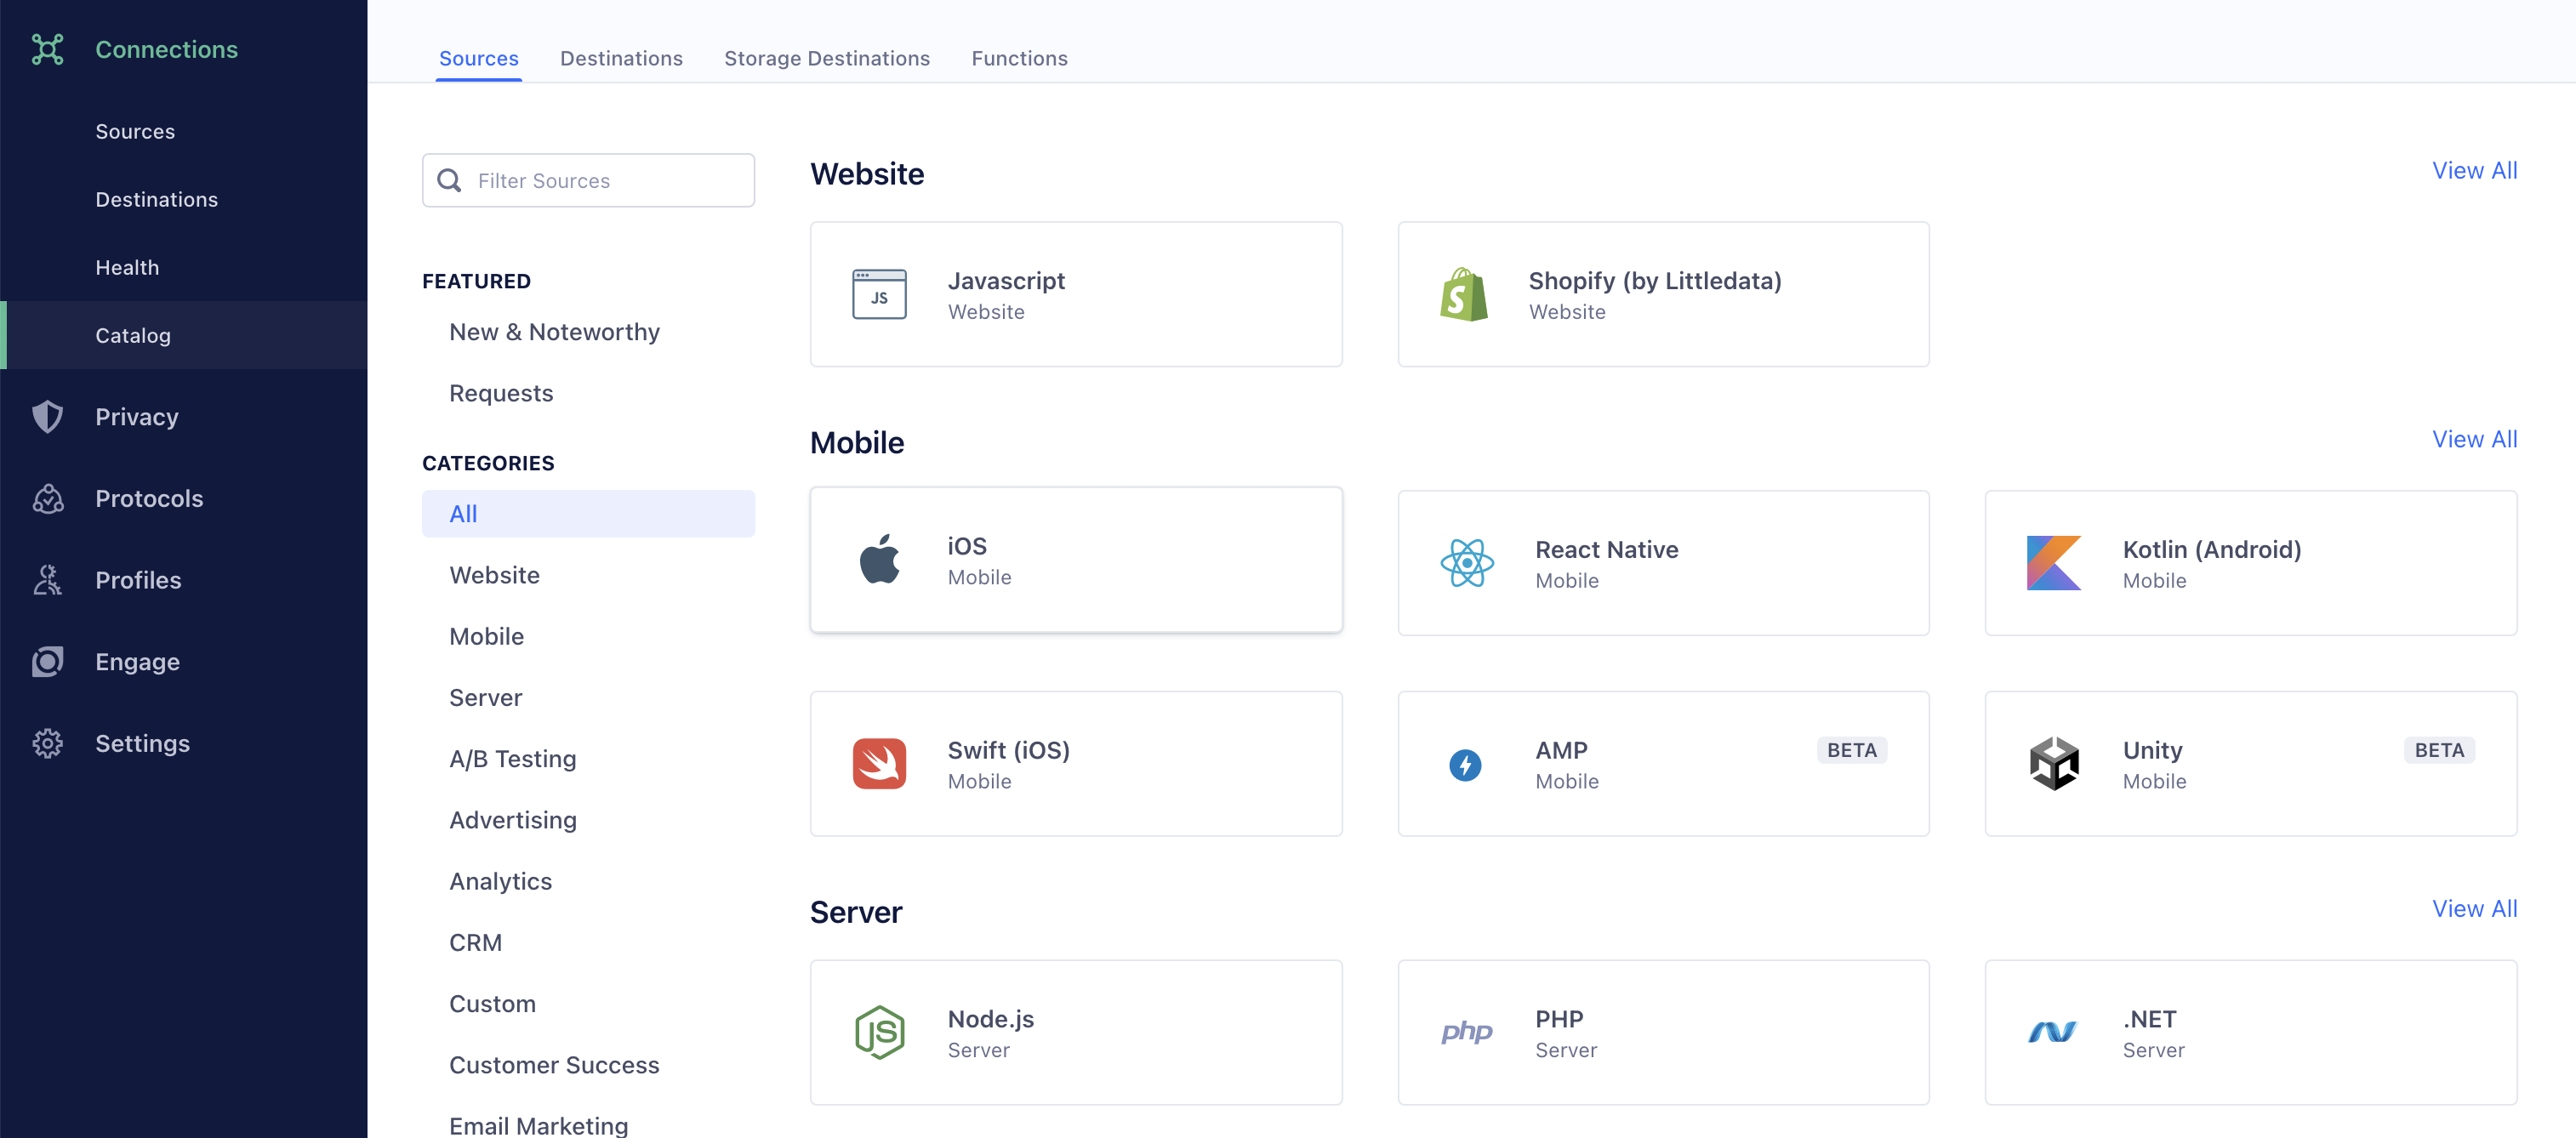 Connections
Sources
Destinations
Health
Catalog
Privacy
Protocols
Profiles
Engage
Settings
Sources
Destinations
Storage Destinations
Functions
Filter Sources
FEATURED
New & Noteworthy
Requests
CATEGORIES
All
Website
Mobile
Server
A/B Testing
Advertising
Analytics
CRM
Custom
Customer Success
Email Marketing
Website
View All
JS
Javascript
Website
Shopify (by Littledata)
Website
Mobile
View All
iOS
Mobile
React Native
Mobile
Kotlin (Android)
Mobile
Swift (iOS)
Mobile
AMP
BETA
Mobile
Unity
BETA
Mobile
Server
View All
JS
Node.js
Server
php
PHP
Server
.NET
Server